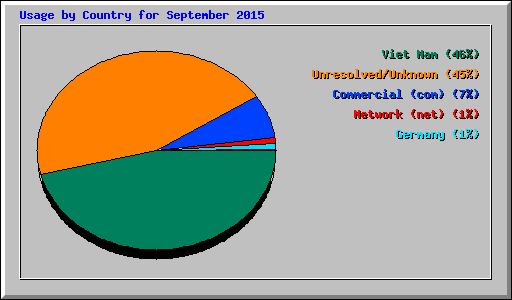 Usage by Country for September 2015
Viet Nam (46%)
Unresolved/Unknown (45%)
Commercial (com) (7%)
Network (net) (1%)
Germany (1%)